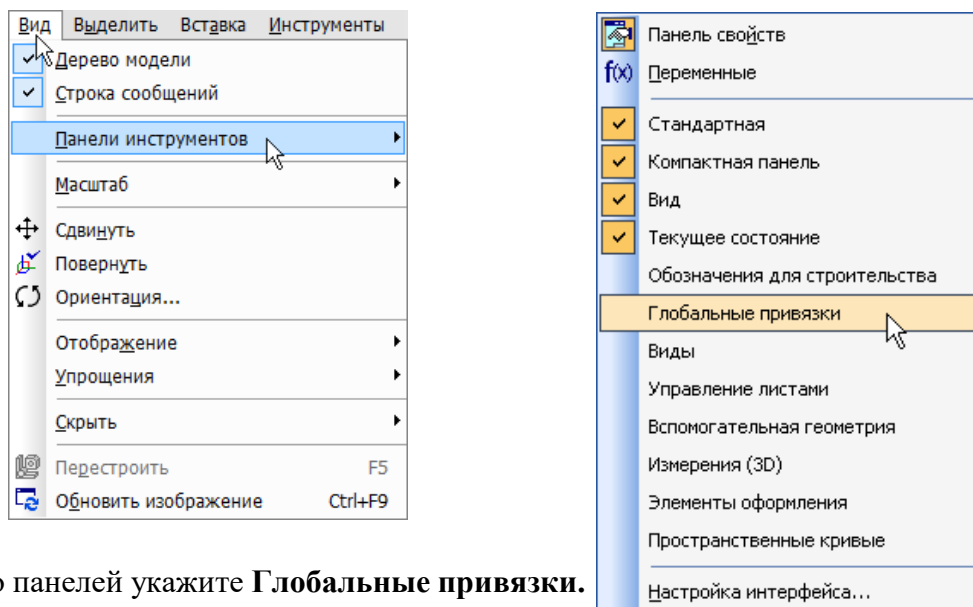 Вид Выделить Вставка Инструменты
Дерево модели
Строка сообщений
Панели инструментов
Масштаб
Сдвинуть
Повернуть
Ориентация...
Отображение
Упрощения
Скрыть
Перестроить F5
Обновить изображение Ctrl+F9
Панель свойств
f(x) Переменные
Стандартная
Компактная панель
Вид
Текущее состояние
Обозначения для строительства
Глобальные привязки
Виды
Управление листами
Вспомогательная геометрия
Измерения (3D)
Элементы оформления
Пространственные кривые
Настройка интерфейса...
панелей укажите Глобальные привязки.